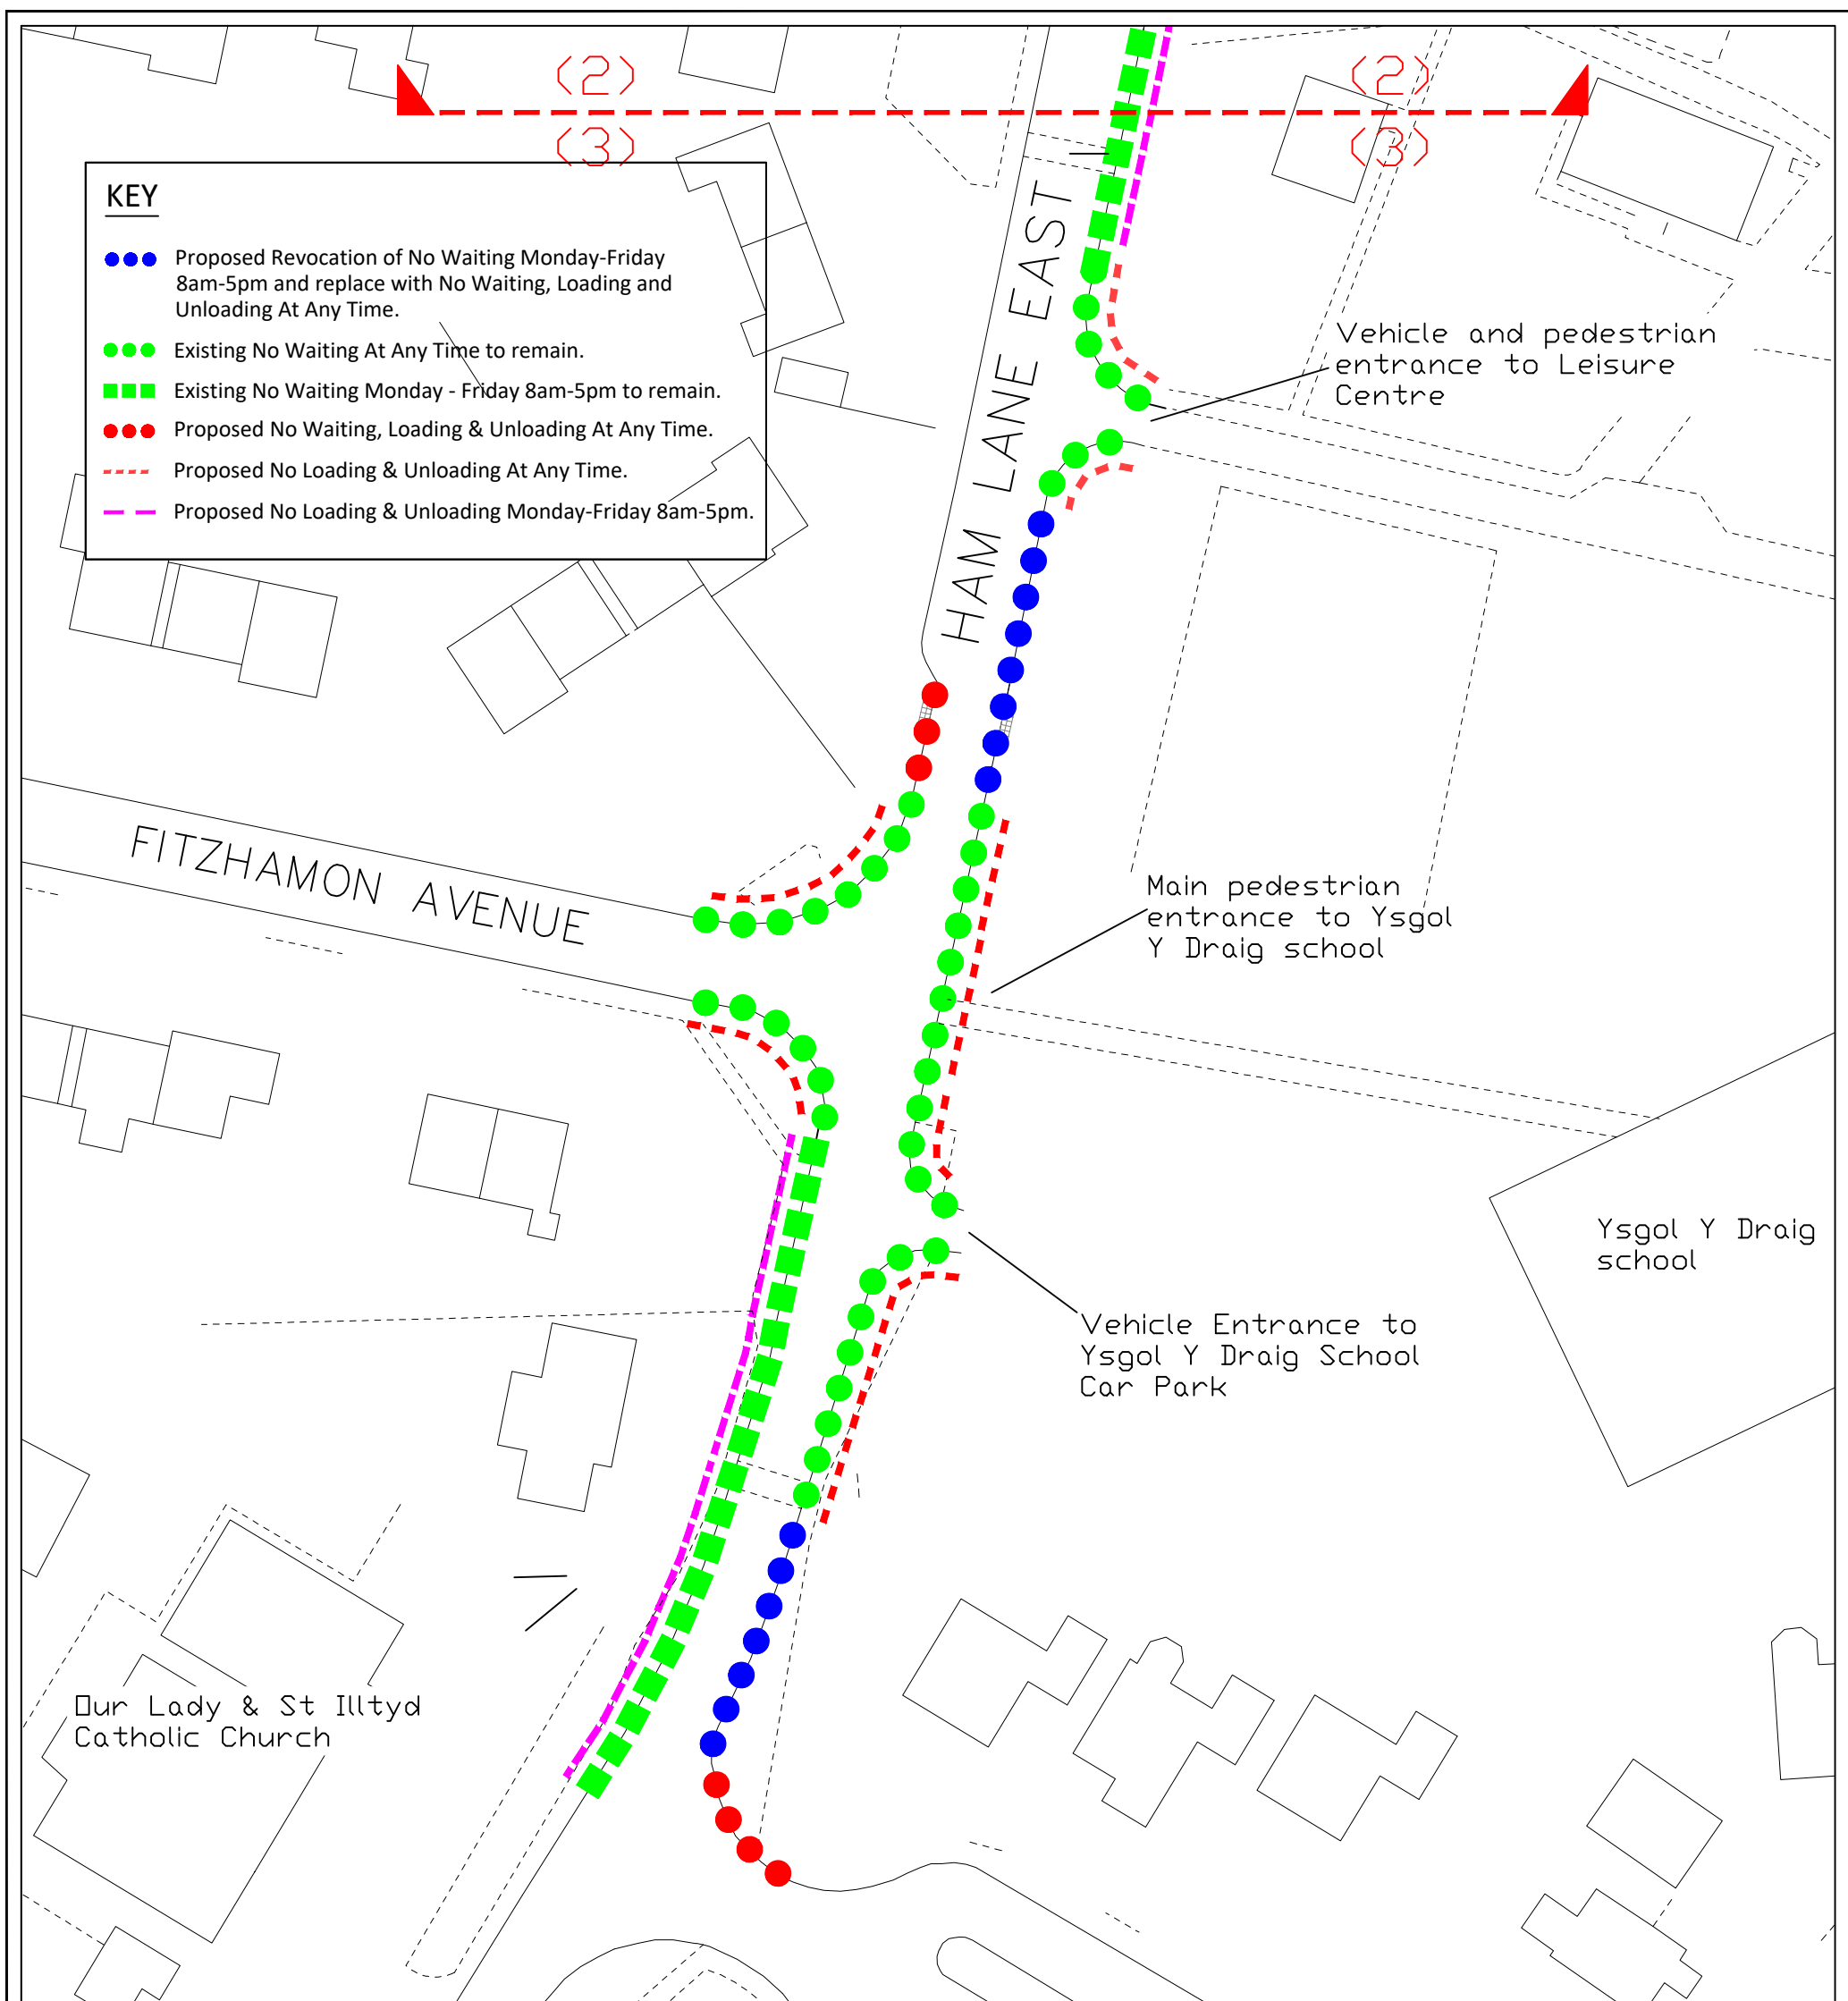 (2) (2)
(3) (3)
KEY
Proposed Revocation of No Waiting Monday-Friday
8am-5pm and replace with No Waiting, Loading and
Unloading At Any Time.
Existing No Waiting At Any Time to remain.
Existing No Waiting Monday - Friday 8am-5pm to remain.
Proposed No Waiting, Loading & Unloading At Any Time.
Proposed No Loading & Unloading At Any Time.
Proposed No Loading & Unloading Monday-Friday 8am-5pm.
HAM LANE EAST
Vehicle and pedestrian
entrance to Leisure
Centre
FITZHAMON AVENUE
Main pedestrian
entrance to Ysgol
Y Draig school
Ysgol Y Draig
school
Vehicle Entrance to
Ysgol Y Draig School
Car Park
Our Lady & St Illtyd
Catholic Church